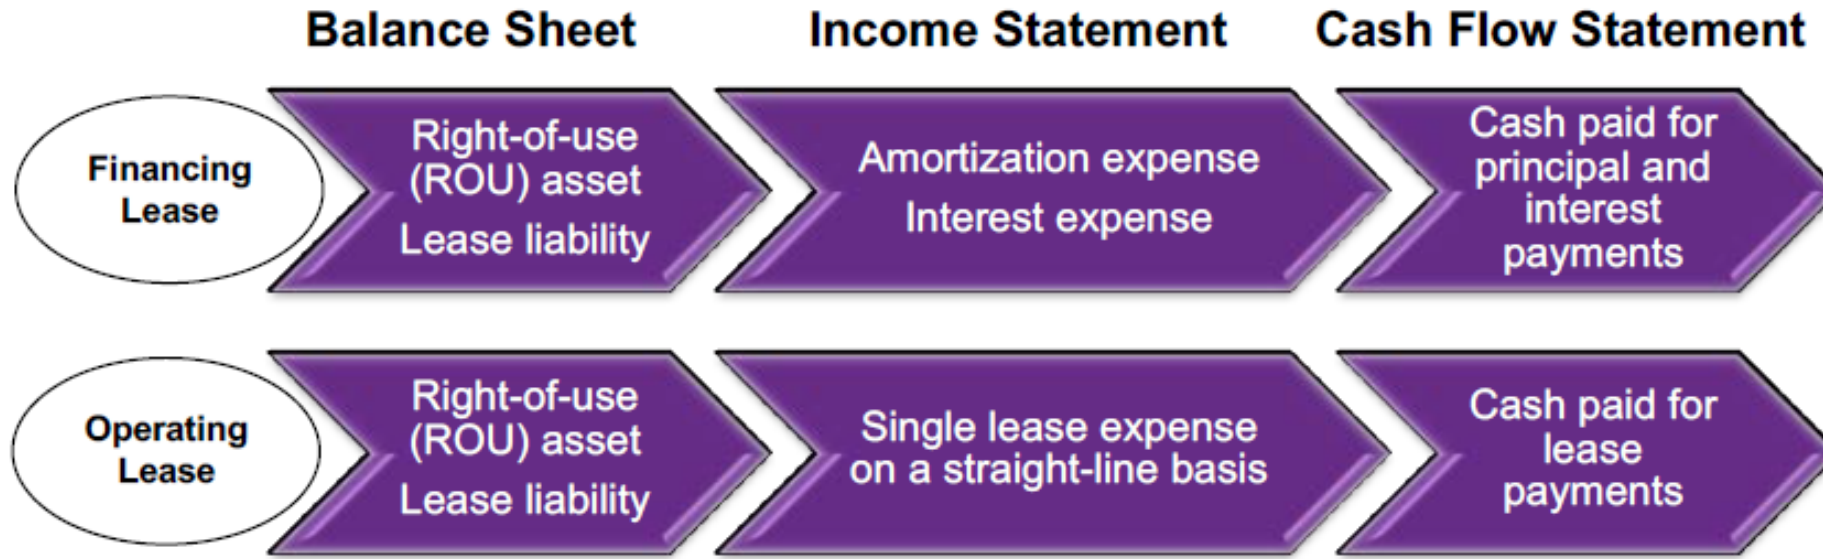 Balance Sheet
Income Statement
Cash Flow Statement
Financing
Lease
Right-of-use
(ROU) asset
Lease liability
Amortization expense
Interest expense
Cash paid for
principal and
interest
payments
Operating
Lease
Right-of-use
(ROU) asset
Lease liability
Single lease expense
on a straight-line basis
Cash paid for
lease
payments